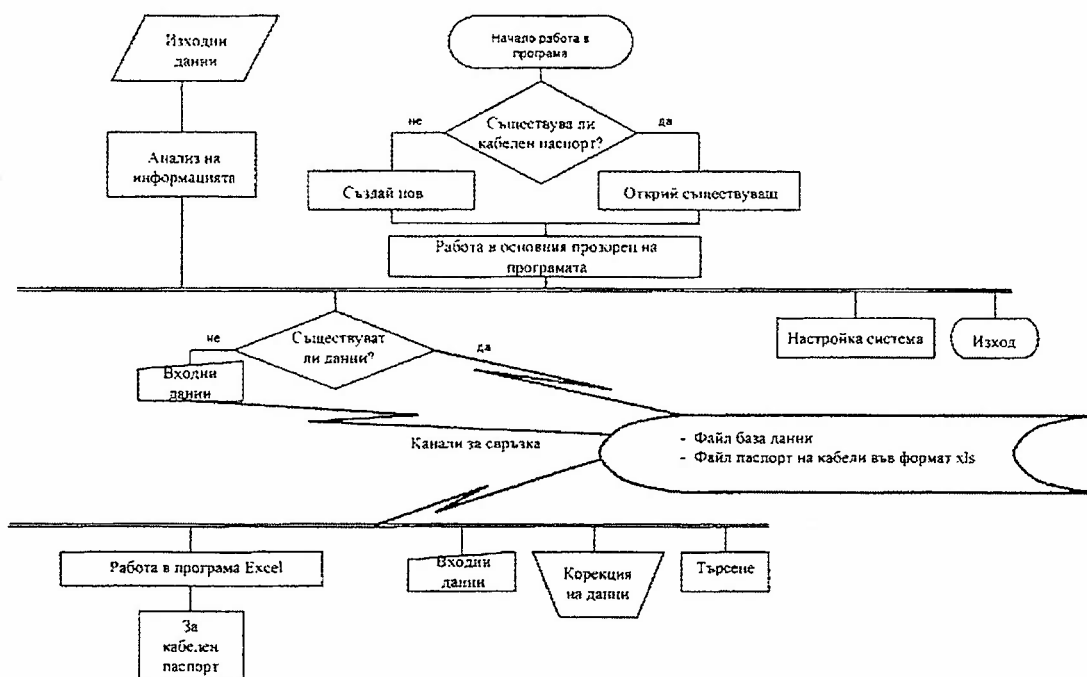 Изходни
данни
Начало работа в
програма
не
Съществува ли
кабелен паспорт?
да
Анализ на
информацията
Създай нов
Открий съществуващ
Работа в основния прозорец на
програмата
не
Съществуват
ли данни?
да
Настройка система
Изход
Входни
данни
Канали за свръзка
- Файл база данни
- Файл паспорт на кабели във формат xls
Работа в програма Excel
Входни
данни
Корекция
на данни
Търсене
За
кабелен
паспорт